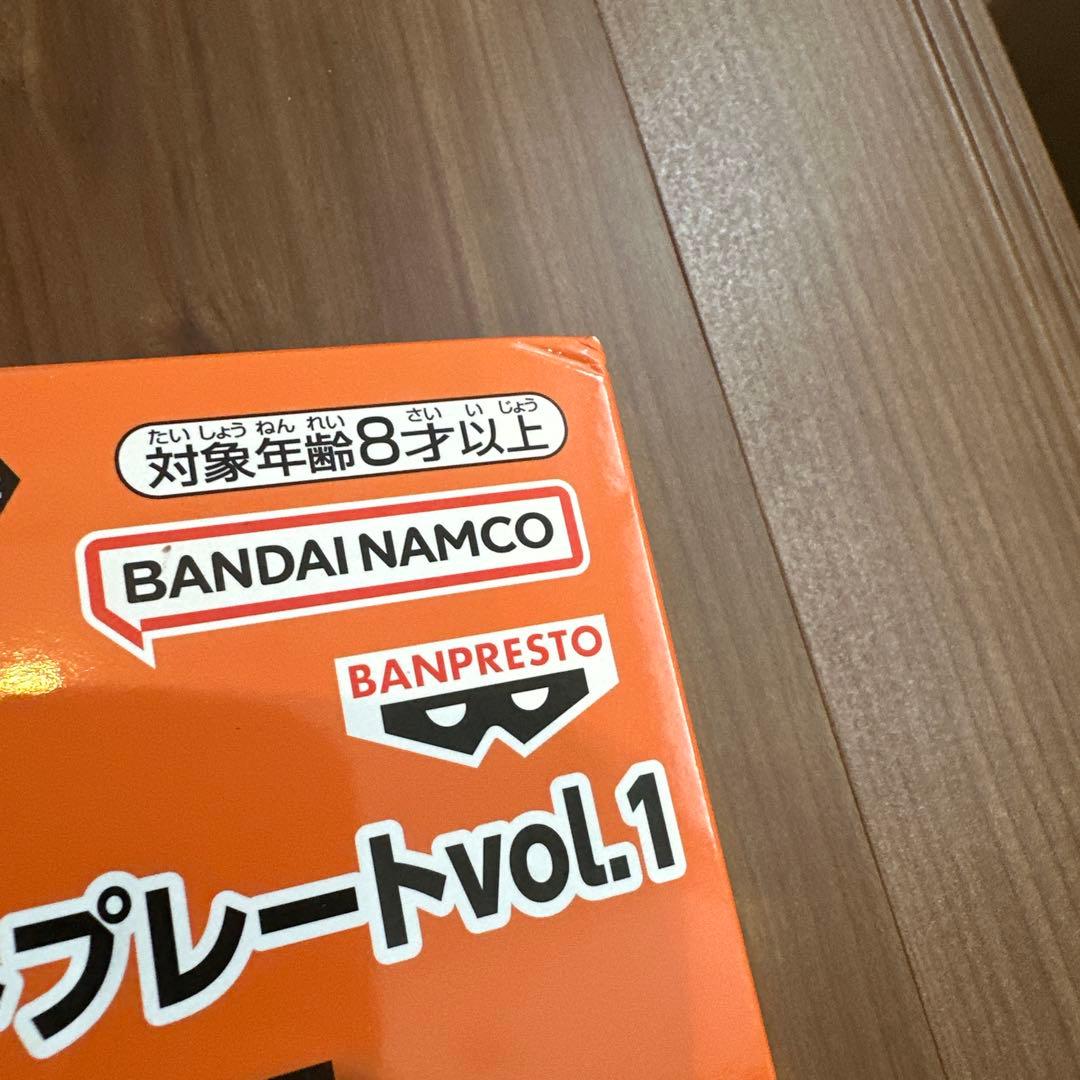 たいしょうねんれい さいいじょう
対象年齢8才以上
BANDAI NAMCO
BANPRESTO
プレートvol.1